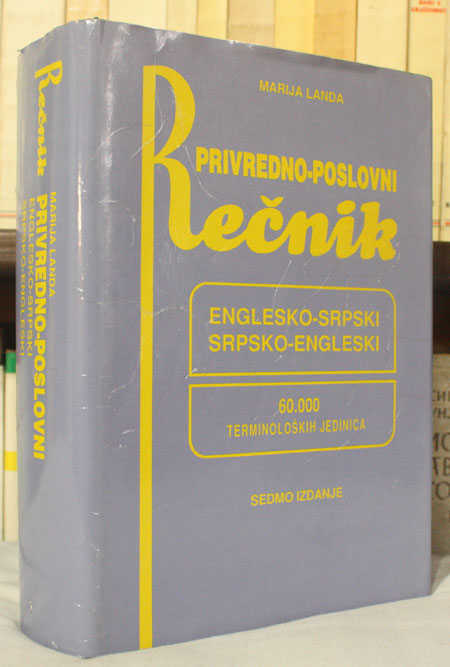 MARIJA LANDA
PRIVREDNO-POSLOVNI
Rečnik
ENGLESKO-SRPSKI
SRPSKO-ENGLESKI
60.000
TERMINOLOŠKIH JEDINICA
SEDMO IZDANJE
Rečnik
MARIJA LANDA
PRIVREDNO-POSLOVNI
ENGLESKO-SRPSKI
SRPSKO-ENGLESKI